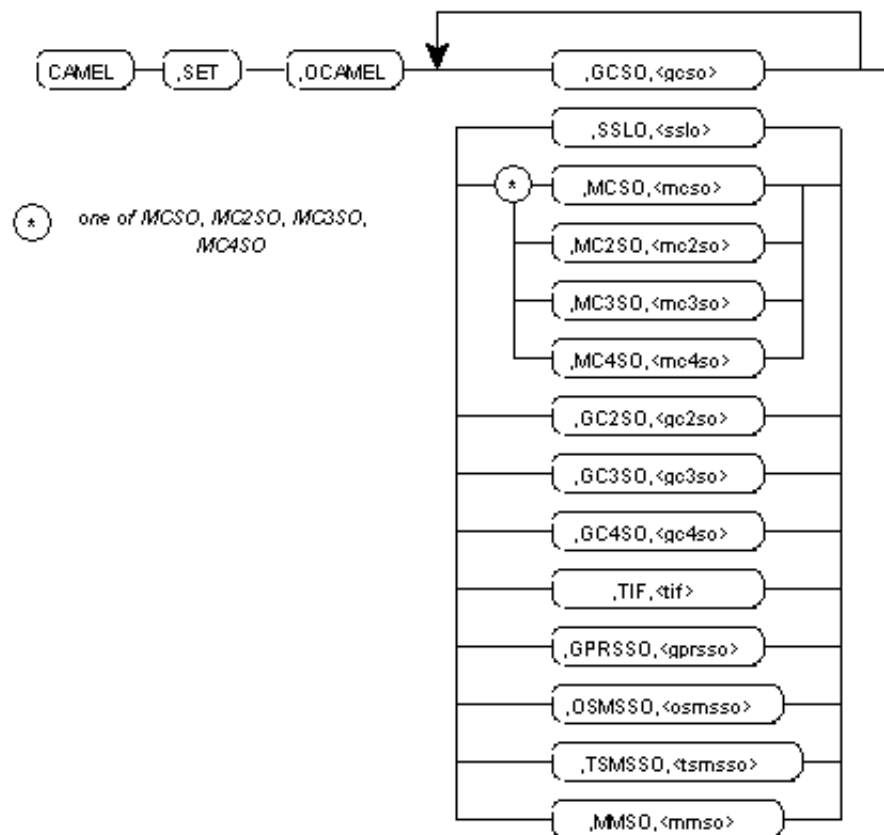 CAMEL ,SET ,OCAMEL ,GCSO,<gcso>
,SSLO,<sslo>
* ,MCSO,<mcso>
* one of MCSO, MC2SO, MC3SO,
MC4SO
,MC2SO,<mc2so>
,MC3SO,<mc3so>
,MC4SO,<mc4so>
,GC2SO,<gc2so>
,GC3SO,<gc3so>
,GC4SO,<gc4so>
,TIF,<tif>
,GPRSSO,<gprsso>
,OSMSSO,<osmsso>
,TSMSSO,<tsmsso>
,MMSO,<mmso>